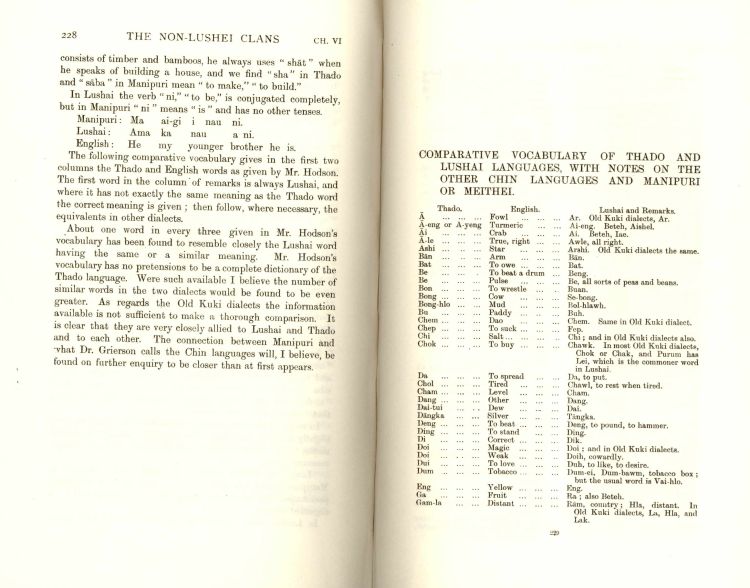 228 THE NON-LUSHEI CLANS CH. VI
consists of timber and bamboos, he always uses "shāt" when
he speaks of building a house, and we find "sha" in Thado
and "sāba" in Manipuri mean "to make," "to build."
In Lushai the verb "ni," "to be," is conjugated completely,
but in Manipuri "ni" means "is" and has no other tenses.
Manipuri: Ma ai-gi i nau ni.
Lushai: Ama ka nau a ni.
English: He my younger brother he is.
The following comparative vocabulary gives in the first two
columns the Thado and English words as given by Mr. Hodson.
The first word in the column of remarks is always Lushai, and
where it has not exactly the same meaning as the Thado word
the correct meaning is given; then follow, where necessary, the
equivalents in other dialects.
About one word in every three given in Mr. Hodson's
vocabulary has been found to resemble closely the Lushai word
having the same or a similar meaning. Mr. Hodson's
vocabulary has no pretensions to be a complete dictionary of the
Thado language. Were such available I believe the number of
similar words in the two dialects would be found to be even
greater. As regards the Old Kuki dialects the information
available is not sufficient to make a thorough comparison. It
is clear that they are very closely allied to Lushai and Thado
and to each other. The connection between Manipuri and
what Dr. Grierson calls the Chin languages will, I believe, be
found on further enquiry to be closer than at first appears.
COMPARATIVE VOCABULARY OF THADO AND
LUSHAI LANGUAGES, WITH NOTES ON THE
OTHER CHIN LANGUAGES AND MANIPURI
OR MEITHEI.
Thado. English. Lushai and Remarks.
Ā ... ... ... Fowl ... ... ... Ar. Old Kuki dialects, Ar.
Ā-eng or Ā-yeng Turmeric ... ... ... Ai-eng. Beteh, Aishel.
Ai ... ... ... Crab ... ... ... Ai. Beteh, Iae.
Ā-le ... ... ... True, right ... ... Awle, all right.
Ashi ... ... ... Star ... ... ... Arshi. Old Kuki dialects the same.
Bān ... ... ... Arm ... ... ... Bān.
Bat ... ... ... To owe ... ... ... Bat.
Be ... ... ... To beat a drum ... Beng.
Be ... ... ... Pulse ... ... ... Be, all sorts of peas and beans.
Bon ... ... ... To wrestle ... ... Buan.
Bong ... ... ... Cow ... ... ... Se-bong.
Bong-hlo ... ... Mud ... ... ... Bol-hlawh.
Bu ... ... ... Paddy ... ... ... Buh.
Chem ... ... ... Dao ... ... ... Chem. Same in Old Kuki dialect.
Chep ... ... ... To suck ... ... ... Fep.
Chi ... ... ... Salt ... ... ... Chi; and in Old Kuki dialects also.
Chok ... ... ... To buy ... ... ... Chawk. In most Old Kuki dialects,
Chok or Chak, and Purum has
Lei, which is the commoner word
in Lushai.
Da ... ... ... To spread ... ... Da, to put.
Chol ... ... ... Tired ... ... ... Chawl, to rest when tired.
Cham ... ... ... Level ... ... ... Cham.
Dang ... ... ... Other ... ... ... Dang.
Dai-tui ... ... Dew ... ... ... Dai.
Dāngka ... ... Silver ... ... ... Tāngka.
Deng ... ... ... To beat ... ... ... Deng, to pound, to hammer.
Ding ... ... ... To stand ... ... Ding.
Di ... ... ... Correct ... ... ... Dik.
Doi ... ... ... Magic ... ... ... Doi; and in Old Kuki dialects.
Doi ... ... ... Weak ... ... ... Doih, cowardly.
Dui ... ... ... To love ... ... ... Duh, to like, to desire.
Dum ... ... ... Tobacco ... ... ... Dum-ei, Dum-bawm, tobacco box;
but the usual word is Vai-hlo.
Eng ... ... ... Yellow ... ... ... Eng.
Ga ... ... ... Fruit ... ... ... Ra; also Beteh.
Gam-la ... ... Distant ... ... ... Rām, country; Hla, distant. In
Old Kuki dialects, La, Hla, and
Lak.
229